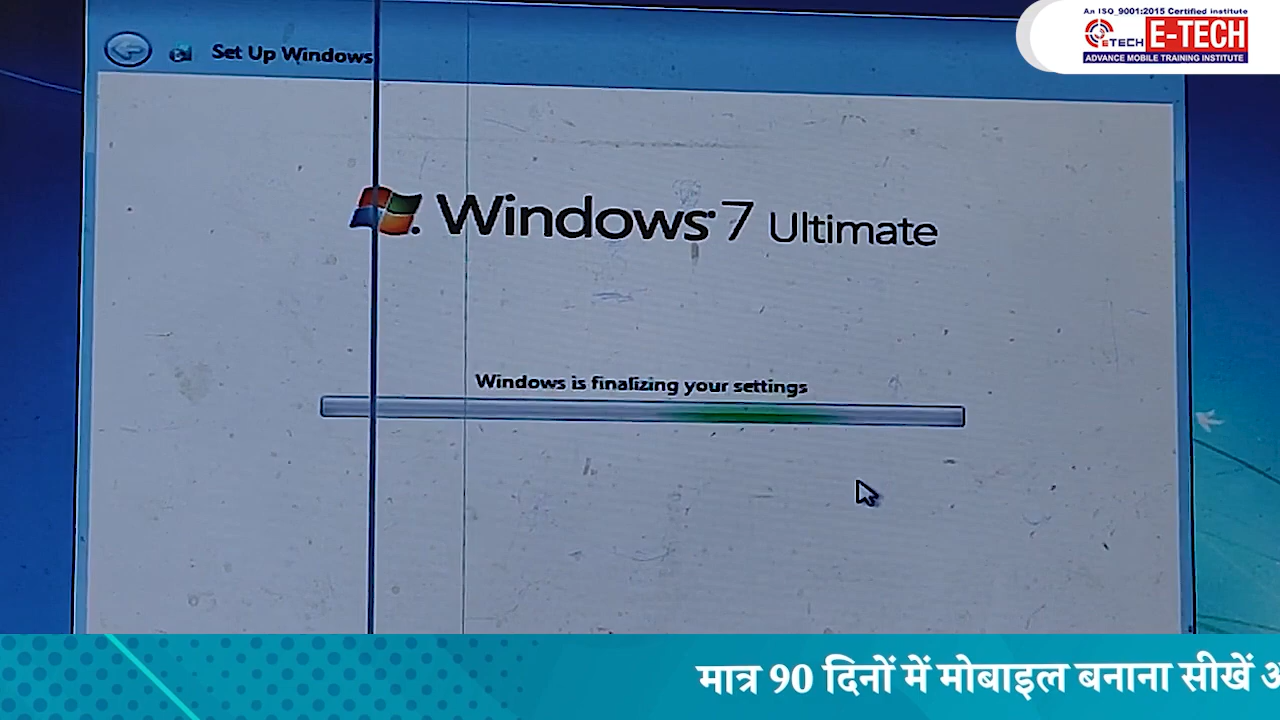 An ISO 9001:2015 Certified institute
ETECH E-TECH
ADVANCE MOBILE TRAINING INSTITUTE
Set Up Windows
Windows 7 Ultimate
Windows is finalizing your settings
मात्र 90 दिनों में मोबाइल बनाना सीखें